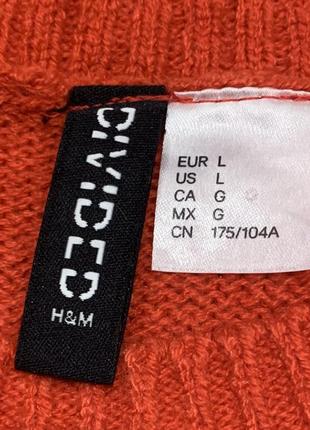 DIVIDED
H&M
EUR L
US L
CA G
MX G
CN 175/104A